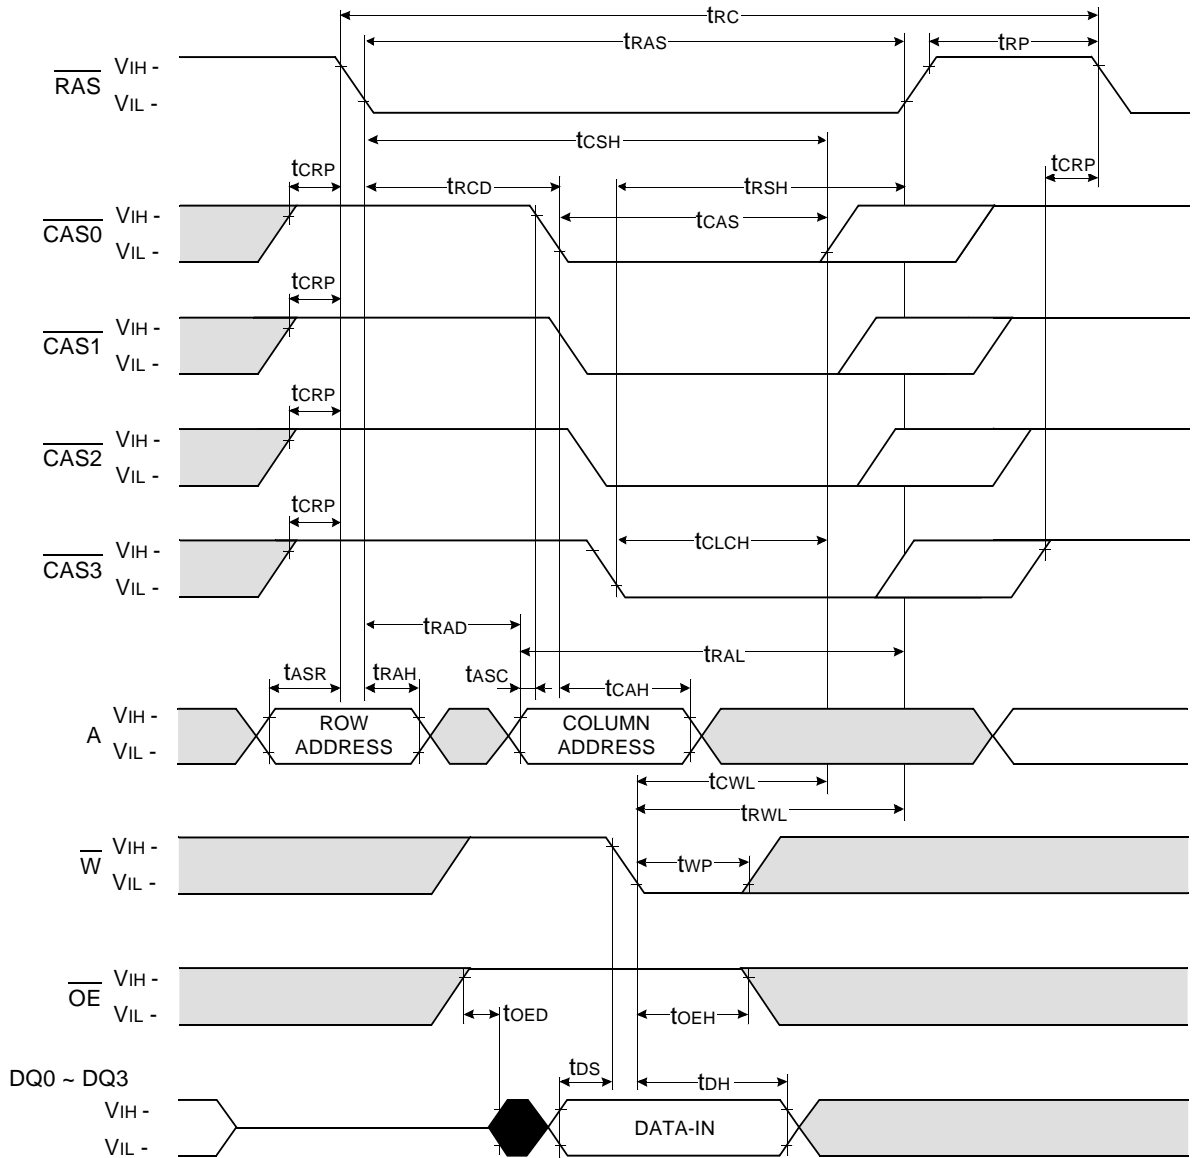 tRC
tRAS tRP
RAS VIH -
VIL -
tCSH
tCRP tRCD tRSH tCRP
CAS0 VIH - tCAS
VIL -
tCRP
CAS1 VIH -
VIL -
tCRP
CAS2 VIH -
VIL -
tCRP
CAS3 VIH - tCLCH
VIL -
tRAD
tRAL
tASR tRAH tASC tCAH
A VIH - ROW COLUMN
VIL - ADDRESS ADDRESS
tCWL
tRWL
W VIH - tWP
VIL -
OE VIH -
VIL - tOED tOEH
tDS tDH
DQ0 ~ DQ3
VIH - DATA-IN
VIL -